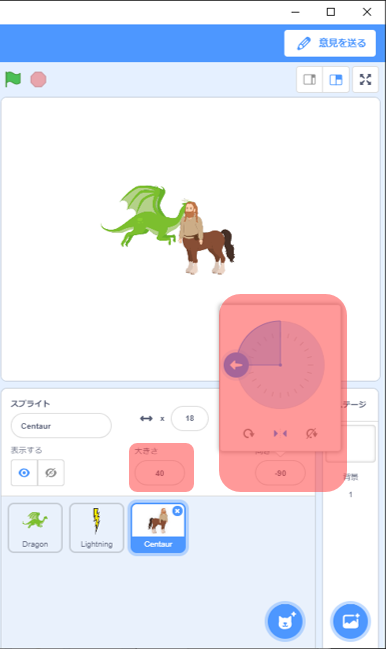 意見を送る
スプライト
Centaur
x
18
表示する
大きさ
40
-90
ステージ
背景
1
Dragon
Lightning
Centaur